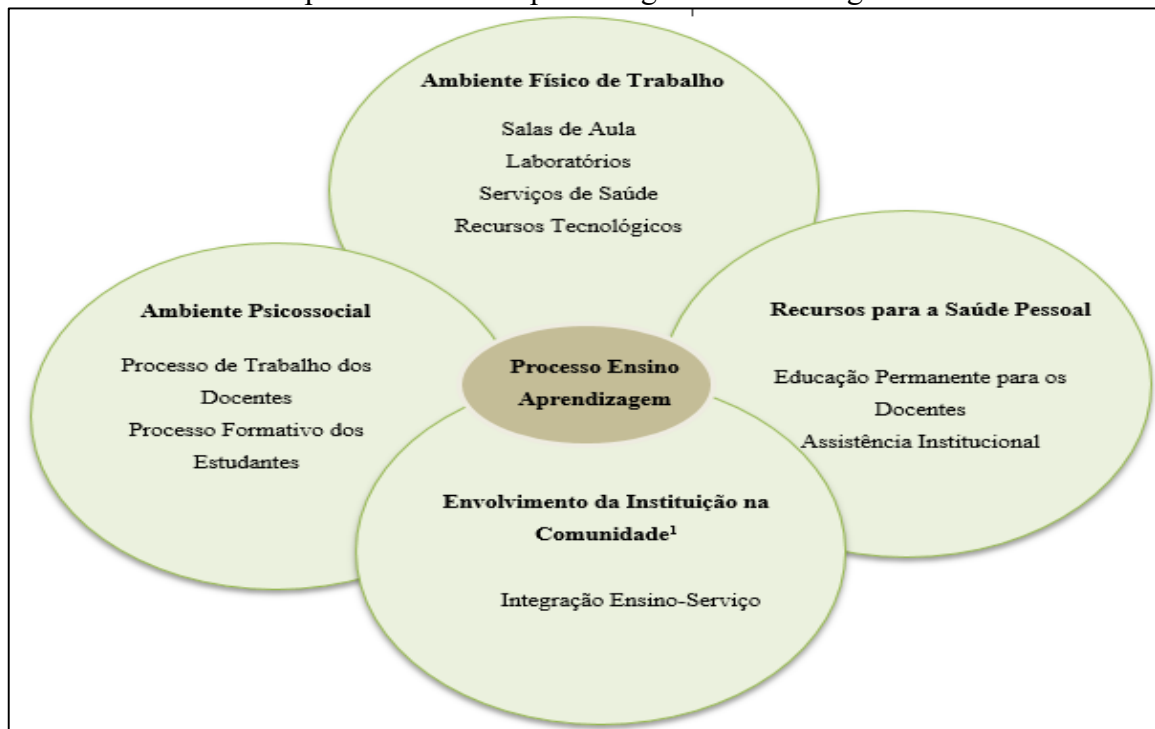 Ambiente Físico de Trabalho
Salas de Aula
Laboratórios
Serviços de Saúde
Recursos Tecnológicos
Ambiente Psicossocial
Processo de Trabalho dos
Docentes
Processo Formativo dos
Estudantes
Processo Ensino
Aprendizagem
Recursos para a Saúde Pessoal
Educação Permanente para os
Docentes
Assistência Institucional
Envolvimento da Instituição na
Comunidade¹
Integração Ensino-Serviço